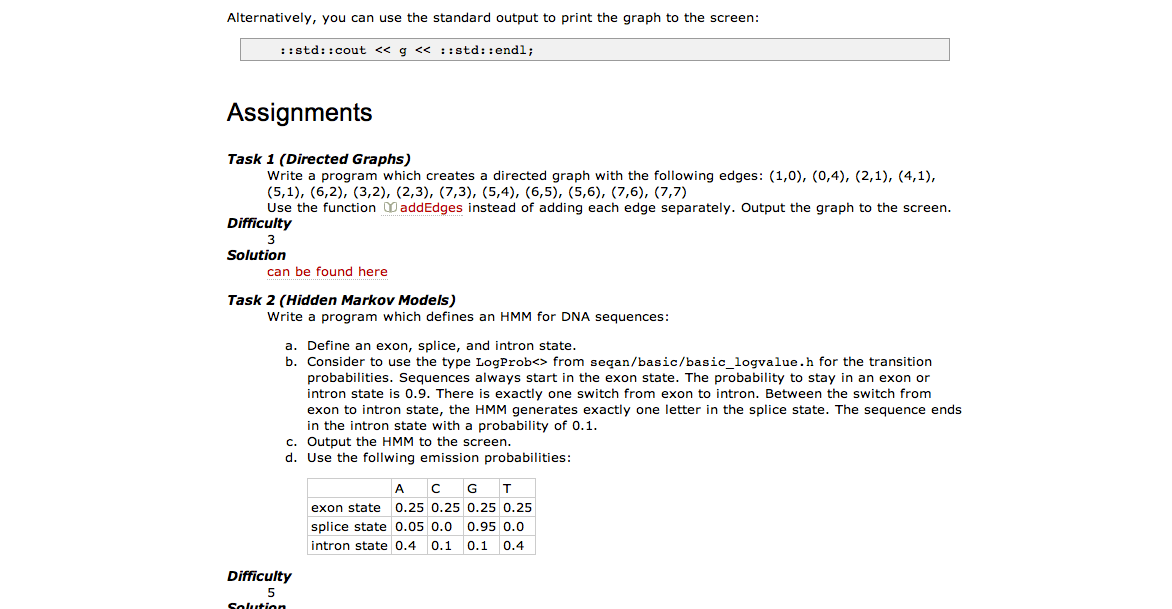 Alternatively, you can use the standard output to print the graph to the screen:
::std::cout << g << ::std::endl;
Assignments
Task 1 (Directed Graphs)
Write a program which creates a directed graph with the following edges: (1,0), (0,4), (2,1), (4,1),
(5,1), (6,2), (3,2), (2,3), (7,3), (5,4), (6,5), (5,6), (7,6), (7,7)
Use the function addEdges instead of adding each edge separately. Output the graph to the screen.
Difficulty
3
Solution
can be found here
Task 2 (Hidden Markov Models)
Write a program which defines an HMM for DNA sequences:
a. Define an exon, splice, and intron state.
b. Consider to use the type LogProb<> from seqan/basic/basic_logvalue.h for the transition
probabilities. Sequences always start in the exon state. The probability to stay in an exon or
intron state is 0.9. There is exactly one switch from exon to intron. Between the switch from
exon to intron state, the HMM generates exactly one letter in the splice state. The sequence ends
in the intron state with a probability of 0.1.
c. Output the HMM to the screen.
d. Use the follwing emission probabilities:
A C G T
exon state 0.25 0.25 0.25 0.25
splice state 0.05 0.0 0.95 0.0
intron state 0.4 0.1 0.1 0.4
Difficulty
5
Solution